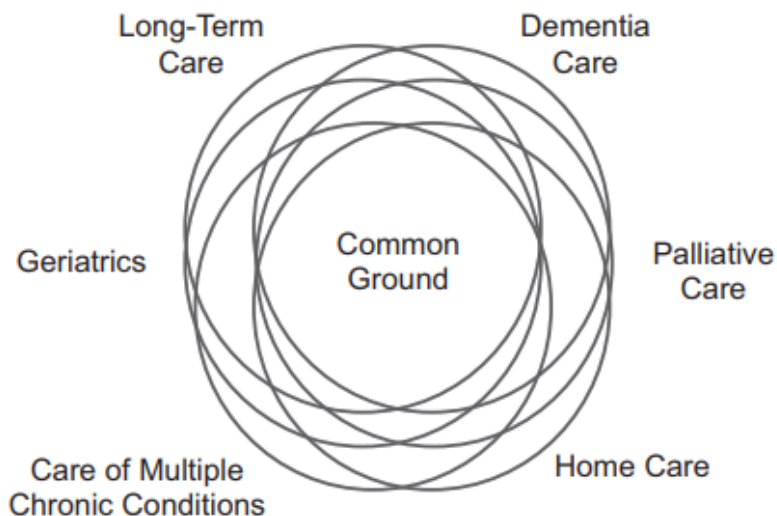 Long-Term
Care
Dementia
Care
Geriatrics
Common
Ground
Palliative
Care
Care of Multiple
Chronic Conditions
Home Care